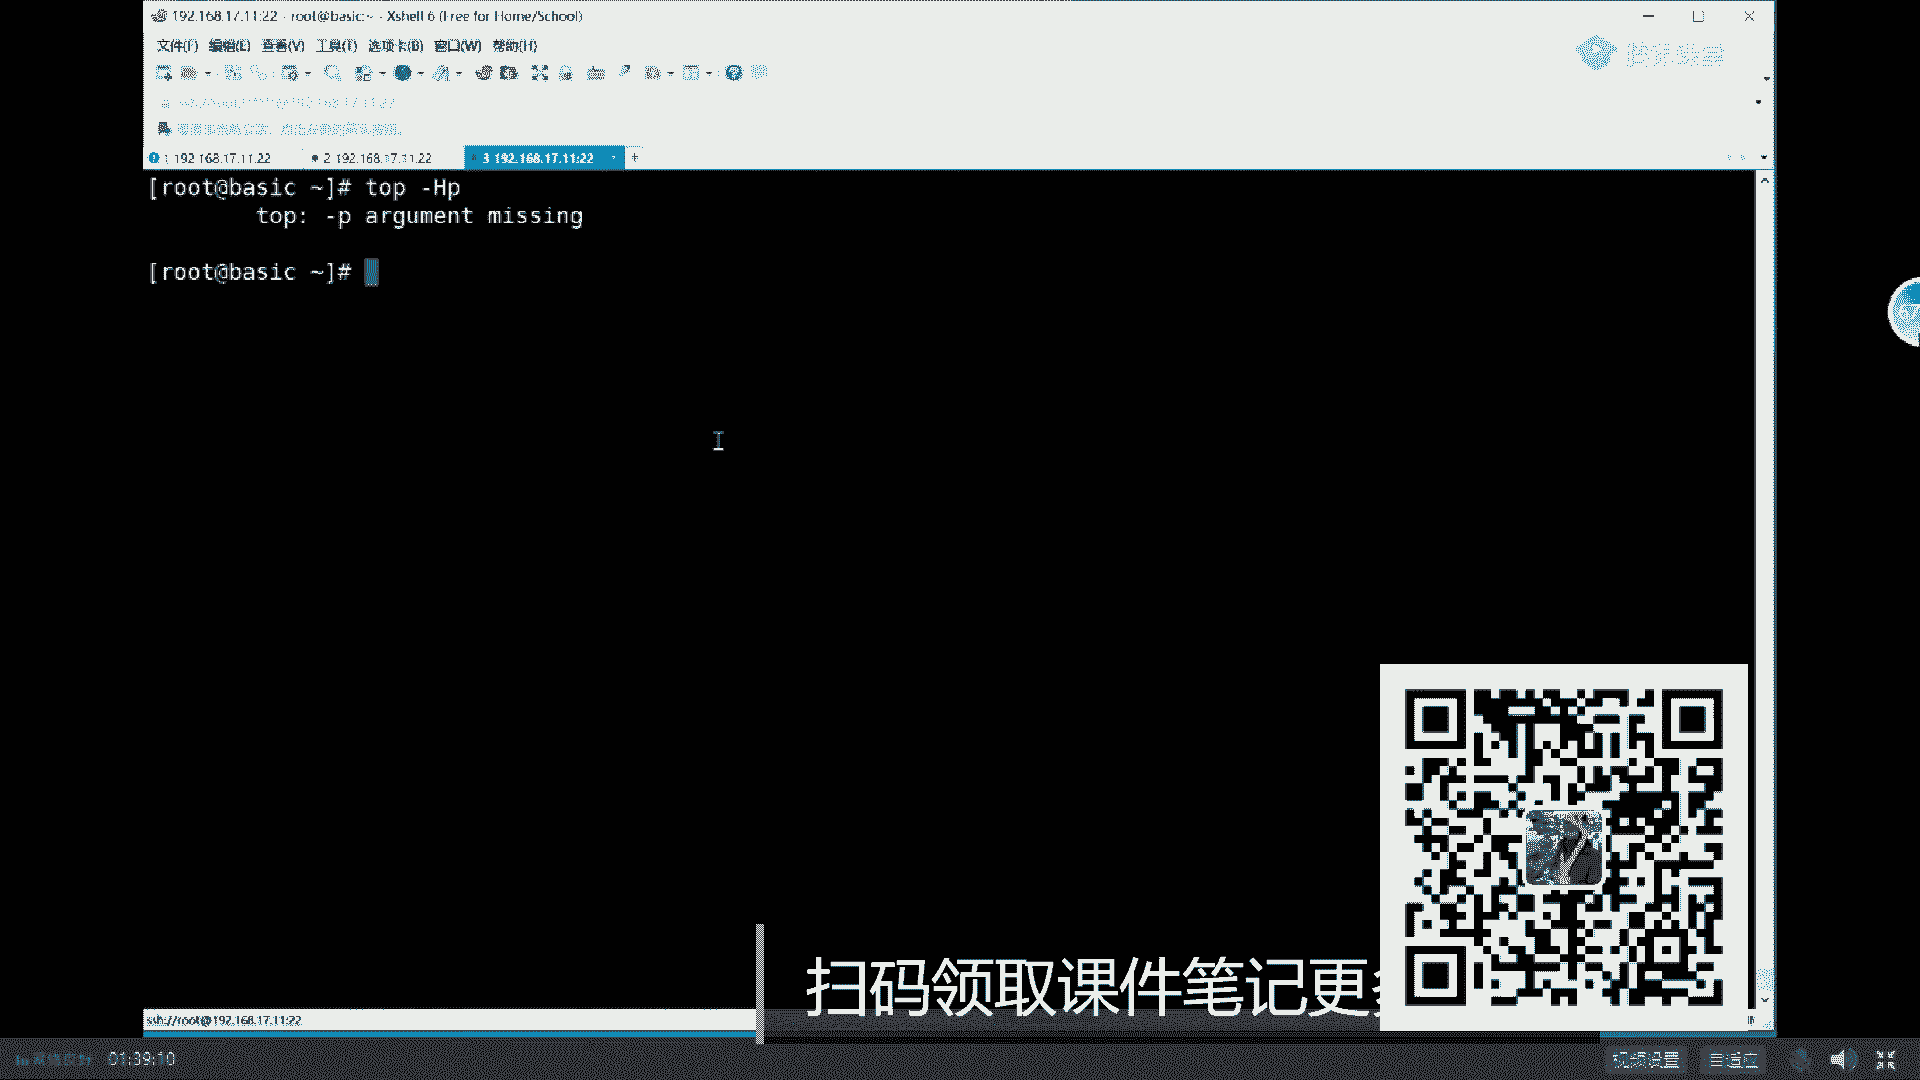 192.168.17.11:22 - root@basic:~ - Xshell 6 (Free for Home/School)
文件(F) 编辑(E) 查看(V) 工具(T) 选项卡(B) 窗口(W) 帮助(H)
1 192.168.17.11:22 2 192.168.17.11:22 3 192.168.17.11:22 +
[root@basic ~]# top -Hp
top: -p argument missing
[root@basic ~]#
扫码领取课件笔记更多
ssh://root@192.168.17.11:22
01:39:10 视频设置 自适应